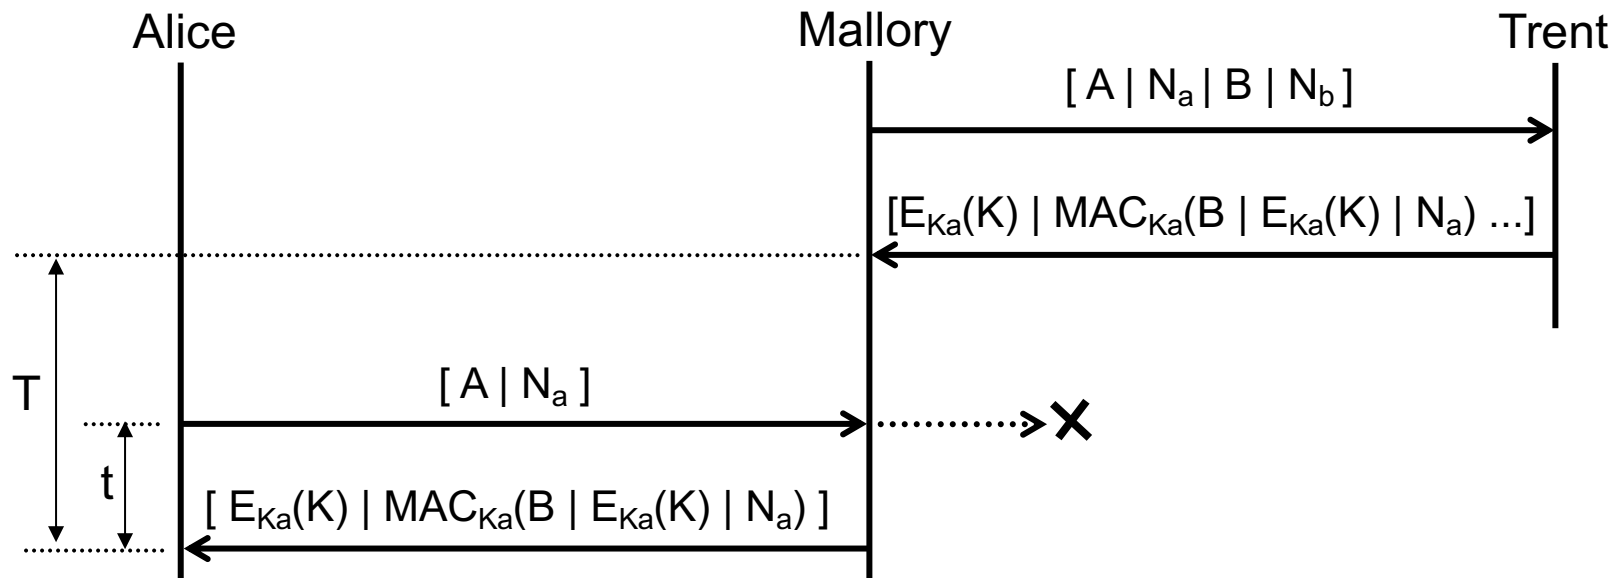 Alice
Mallory
Trent
[ A | Na | B | Nb ]
[EKa(K) | MACKa(B | EKa(K) | Na) ...]
T
[ A | Na ]
t
[ EKa(K) | MACKa(B | EKa(K) | Na) ]